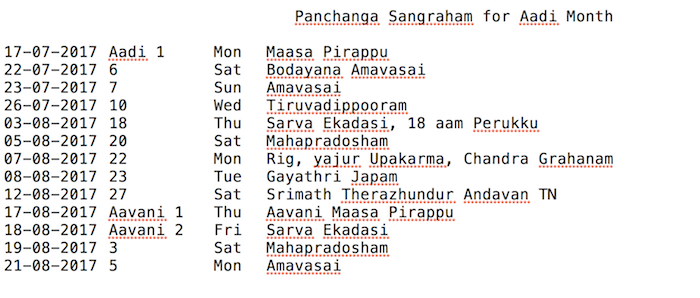 Panchanga Sangraham for Aadi Month
17-07-2017 Aadi 1 Mon Maasa Pirappu
22-07-2017 6 Sat Bodayana Amavasai
23-07-2017 7 Sun Amavasai
26-07-2017 10 Wed Tiruvadippooram
03-08-2017 18 Thu Sarva Ekadasi, 18 aam Perukku
05-08-2017 20 Sat Mahapradosham
07-08-2017 22 Mon Rig, yajur Upakarma, Chandra Grahanam
08-08-2017 23 Tue Gayathri Japam
12-08-2017 27 Sat Srimath Therazhundur Andavan TN
17-08-2017 Aavani 1 Thu Aavani Maasa Pirappu
18-08-2017 Aavani 2 Fri Sarva Ekadasi
19-08-2017 3 Sat Mahapradosham
21-08-2017 5 Mon Amavasai